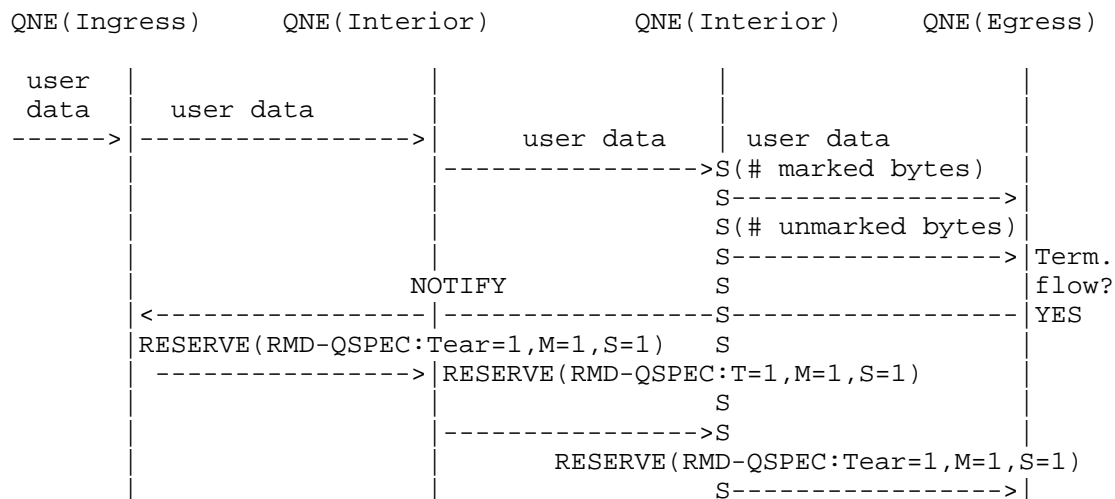 QNE(Ingress)     QNE(Interior)          QNE(Interior)     QNE(Egress)
 user   |                      |                     |                      |
 data   |  user data           |                     |                      |
------>|----------------->|      user data  | user data            |
        |                      |---------------->S(# marked bytes)   |
        |                      |                     S----------------->|
        |                      |                     S(# unmarked bytes)|
        |                      |                     S----------------->|Term.
        |                    NOTIFY               S                      |flow?
        |<-----------------|-----------------S------------------|YES
        |RESERVE(RMD-QSPEC:Tear=1,M=1,S=1)   S                      |
        | ---------------->|RESERVE(RMD-QSPEC:T=1,M=1,S=1)       |
        |                      |                     S                      |
        |                      |---------------->S                      |
        |                      |       RESERVE(RMD-QSPEC:Tear=1,M=1,S=1)
        |                      |                     S----------------->|